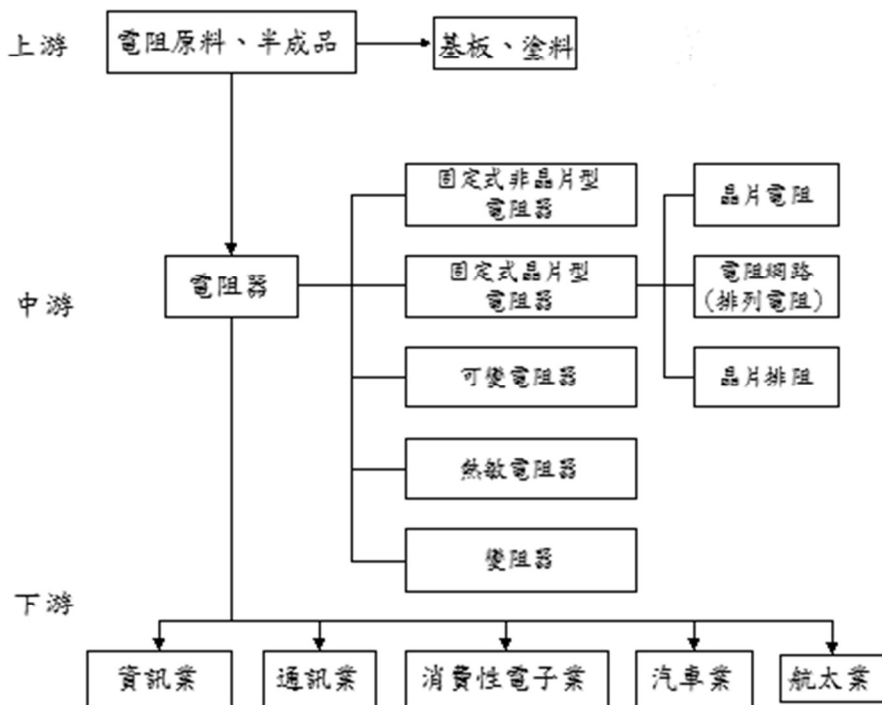 上游
電阻原料、半成品
基板、塗料
固定式非晶片型
電阻器
晶片電阻
中游
電阻器
固定式晶片型
電阻器
電阻網路
(排列電阻)
可變電阻器
晶片排阻
熱敏電阻器
變阻器
下游
資訊業
通訊業
消費性電子業
汽車業
航太業